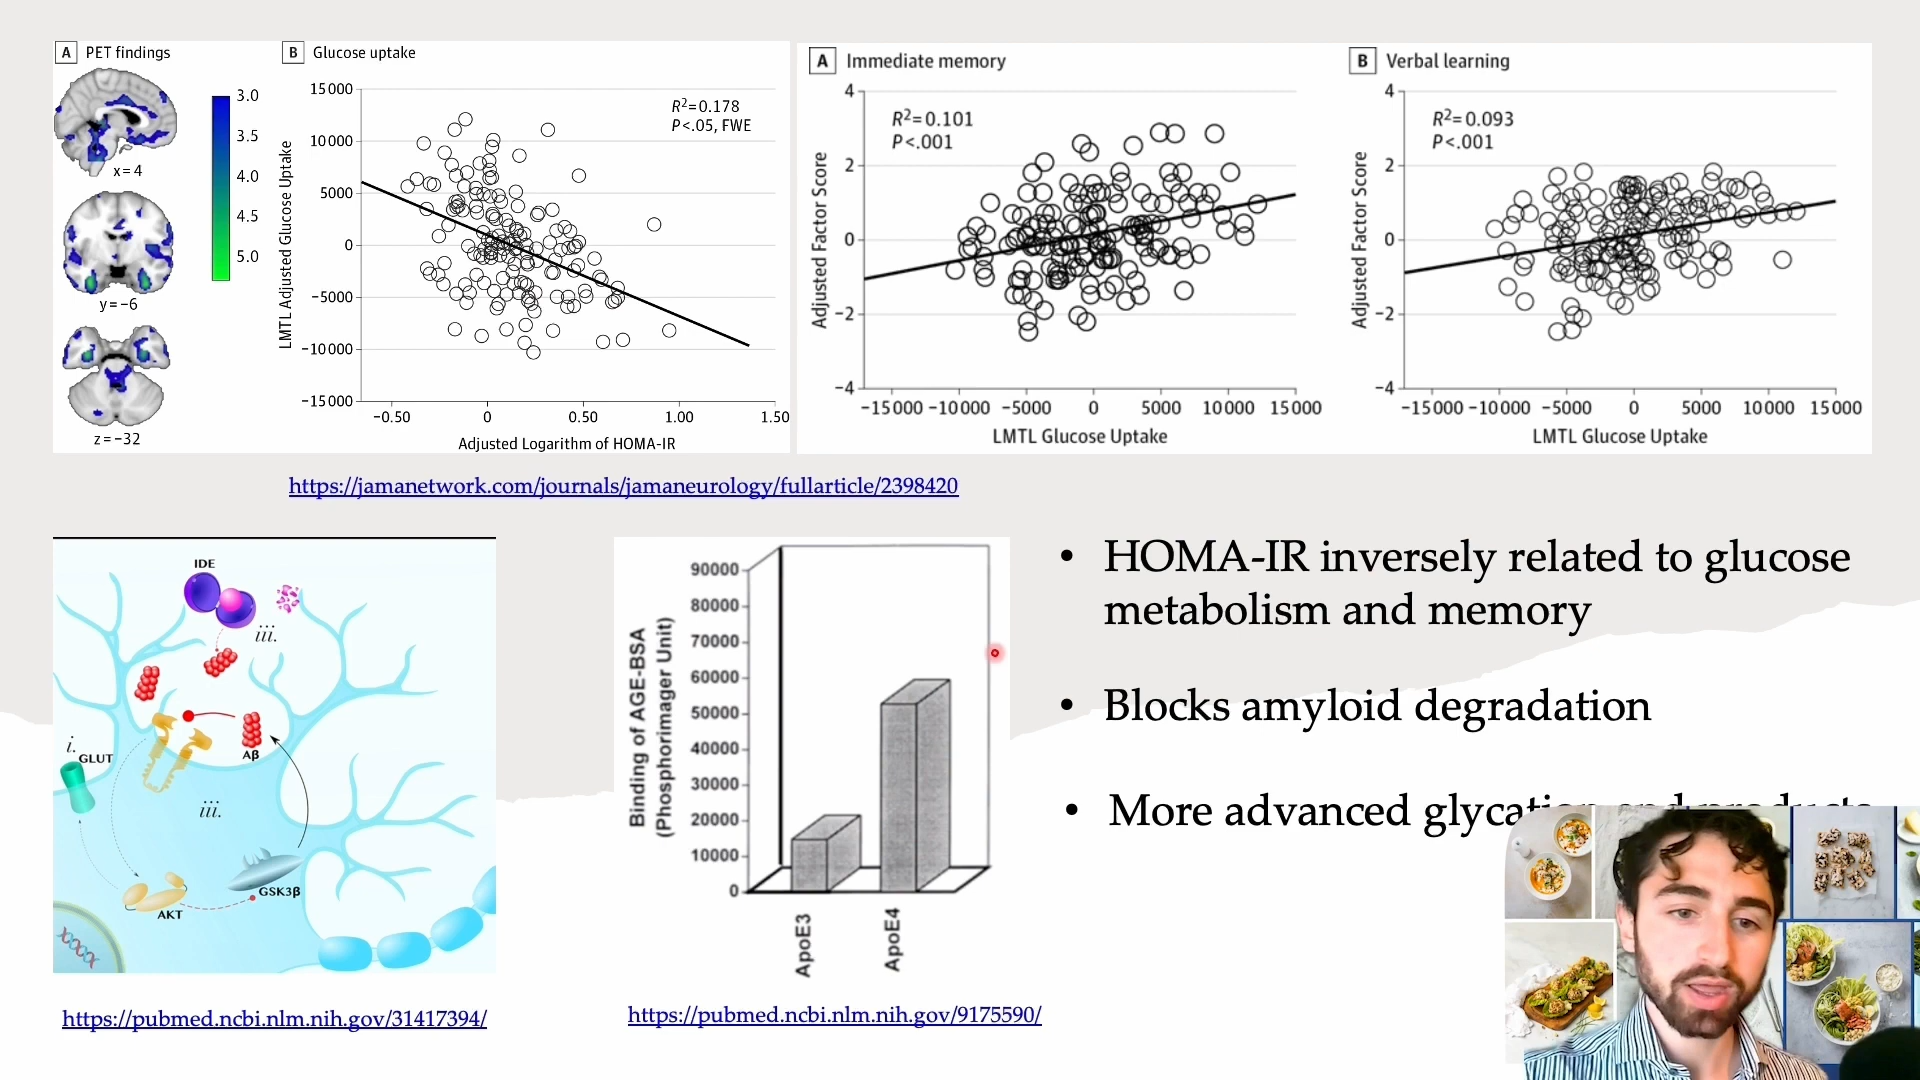 A PET findings
3.0
3.5
4.0
4.5
5.0
x=4
y=−6
z=−32
B Glucose uptake
R²=0.178
P<.05, FWE
LMTL Adjusted Glucose Uptake
15000
10000
5000
0
−5000
−10000
−15000
−0.50 0 0.50 1.00 1.50
Adjusted Logarithm of HOMA-IR
A Immediate memory
R²=0.101
P<.001
Adjusted Factor Score
4
2
0
−2
−4
−15000 −10000 −5000 0 5000 10000 15000
LMTL Glucose Uptake
B Verbal learning
R²=0.093
P<.001
Adjusted Factor Score
4
2
0
−2
−4
−15000 −10000 −5000 0 5000 10000 15000
LMTL Glucose Uptake
https://jamanetwork.com/journals/jamaneurology/fullarticle/2398420
IDE
iii.
i.
GLUT
Aβ
iii.
GSK3β
AKT
https://pubmed.ncbi.nlm.nih.gov/31417394/
Binding of AGE-BSA
(Phosphorimager Unit)
90000
80000
70000
60000
50000
40000
30000
20000
10000
0
ApoE3
ApoE4
https://pubmed.ncbi.nlm.nih.gov/9175590/
• HOMA-IR inversely related to glucose
metabolism and memory
• Blocks amyloid degradation
• More advanced glycation end products